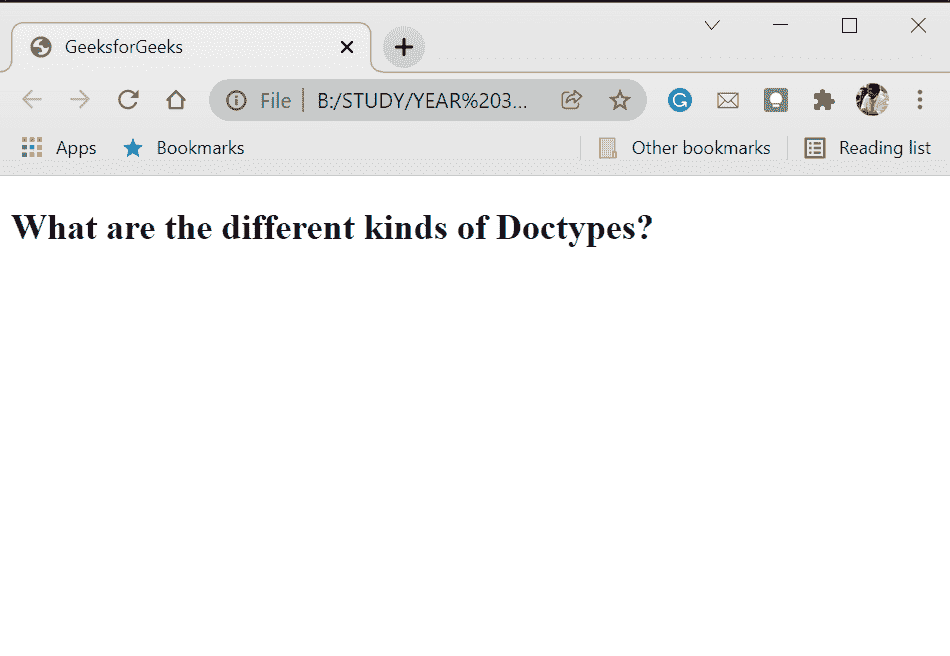 GeeksforGeeks
File B:/STUDY/YEAR%203...
Apps Bookmarks Other bookmarks Reading list
What are the different kinds of Doctypes?